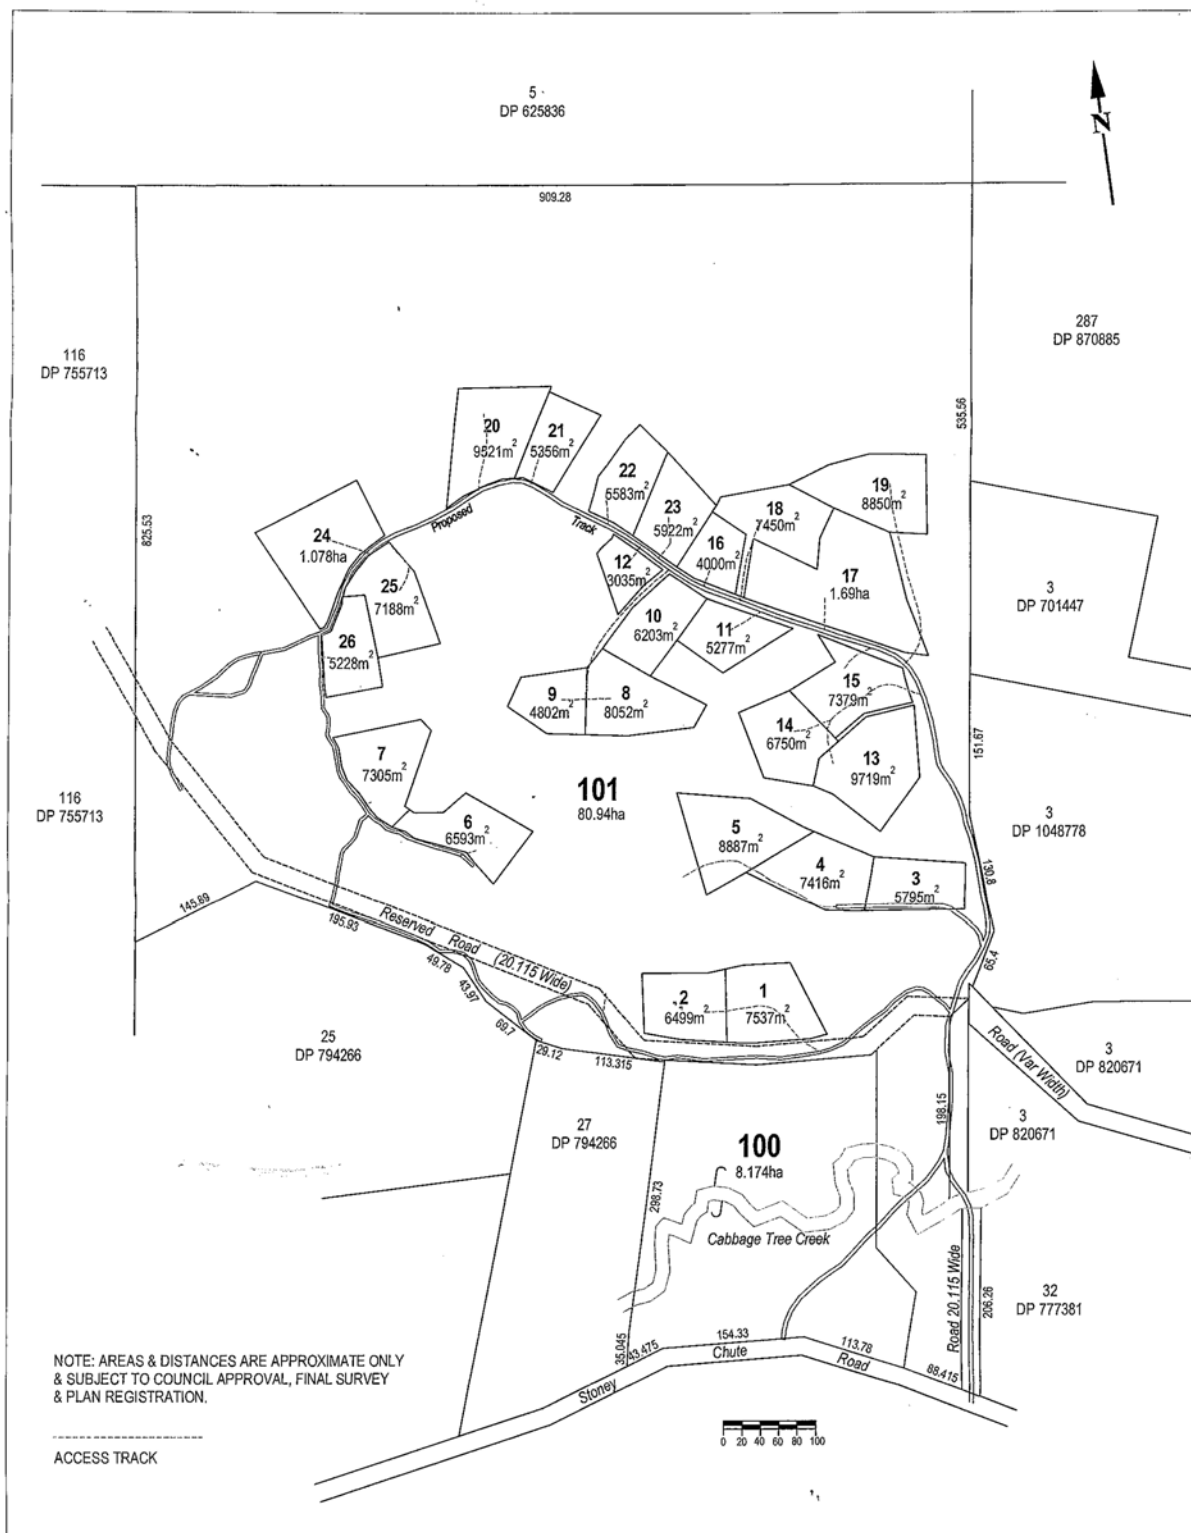 5
DP 625836
N
909.28
287
DP 870885
116
DP 755713
535.56
825.53
20
9521m²
21
5356m²
22
5583m²
23
5922m²
19
8850m²
18
7450m²
16
4000m²
24
1.078ha
Proposed
Track
12
3035m²
17
1.69ha
25
7188m²
3
DP 701447
10
6203m²
11
5277m²
26
5228m²
9
4802m²
8
8052m²
15
7379m²
14
6750m²
13
9719m²
151.67
7
7305m²
101
80.94ha
116
DP 755713
3
DP 1048778
6
6593m²
5
8887m²
4
7416m²
3
5795m²
130.8
145.69
195.93
Reserved Road (20.115 Wide)
49.78
43.97
69.7
65.4
2
6499m²
1
7537m²
25
DP 794266
29.12
113.315
Road (Var Width)
3
DP 820671
198.15
3
DP 820671
27
DP 794266
100
8.174ha
298.73
Cabbage Tree Creek
Road 20.115 Wide
206.26
32
DP 777381
35.045
43.475
154.33
113.78
88.415
Stoney Chute Road
NOTE: AREAS & DISTANCES ARE APPROXIMATE ONLY
& SUBJECT TO COUNCIL APPROVAL, FINAL SURVEY
& PLAN REGISTRATION.
ACCESS TRACK
0 20 40 60 80 100